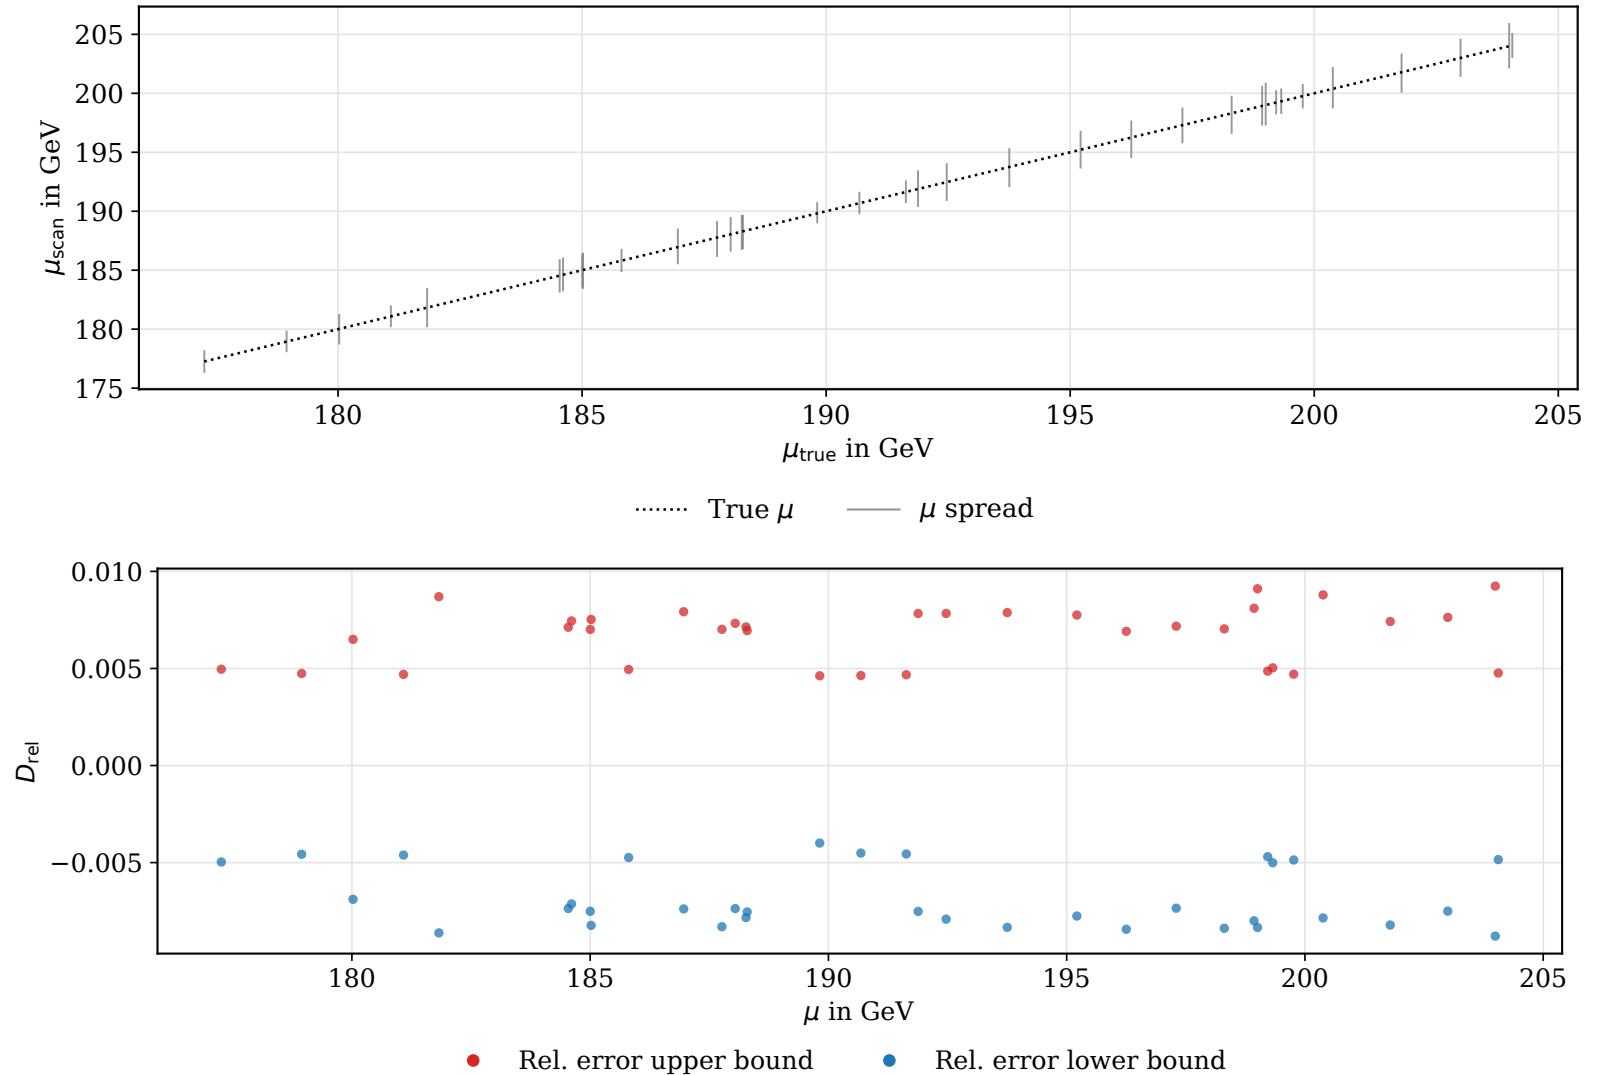 205
200
195
190
185
180
175
μscan in GeV
180 185 190 195 200 205
μtrue in GeV
True μ μ spread
0.010
0.005
0.000
−0.005
Drel
180 185 190 195 200 205
μ in GeV
Rel. error upper bound Rel. error lower bound